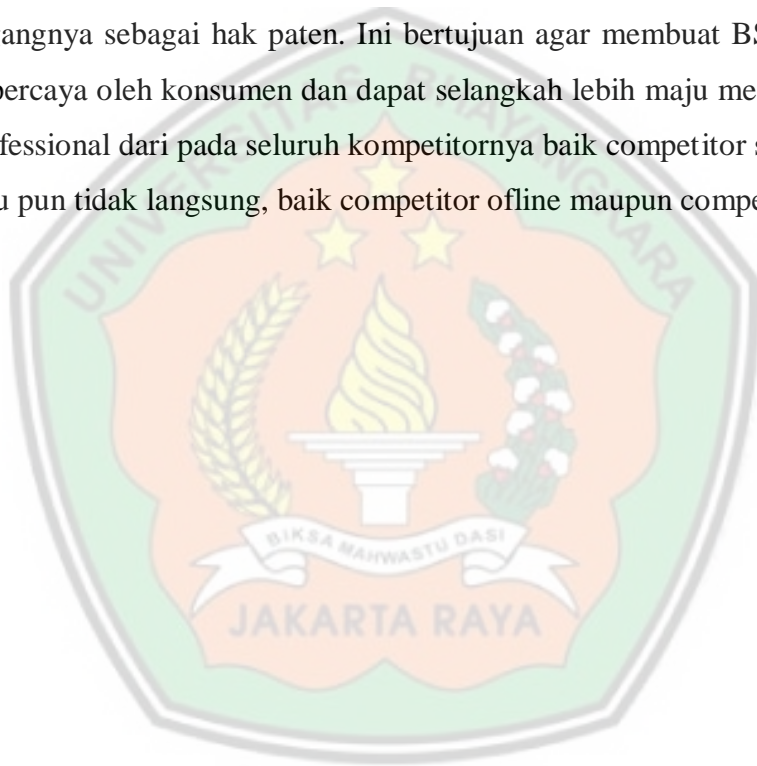 yangnya sebagai hak paten. Ini bertujuan agar membuat BS
percaya oleh konsumen dan dapat selangkah lebih maju me
fessional dari pada seluruh kompetitornya baik competitor s
u pun tidak langsung, baik competitor ofline maupun compe
UNIVERSITAS BHAYANGKARA
BIKSA MAHWASTU DASI
JAKARTA RAYA